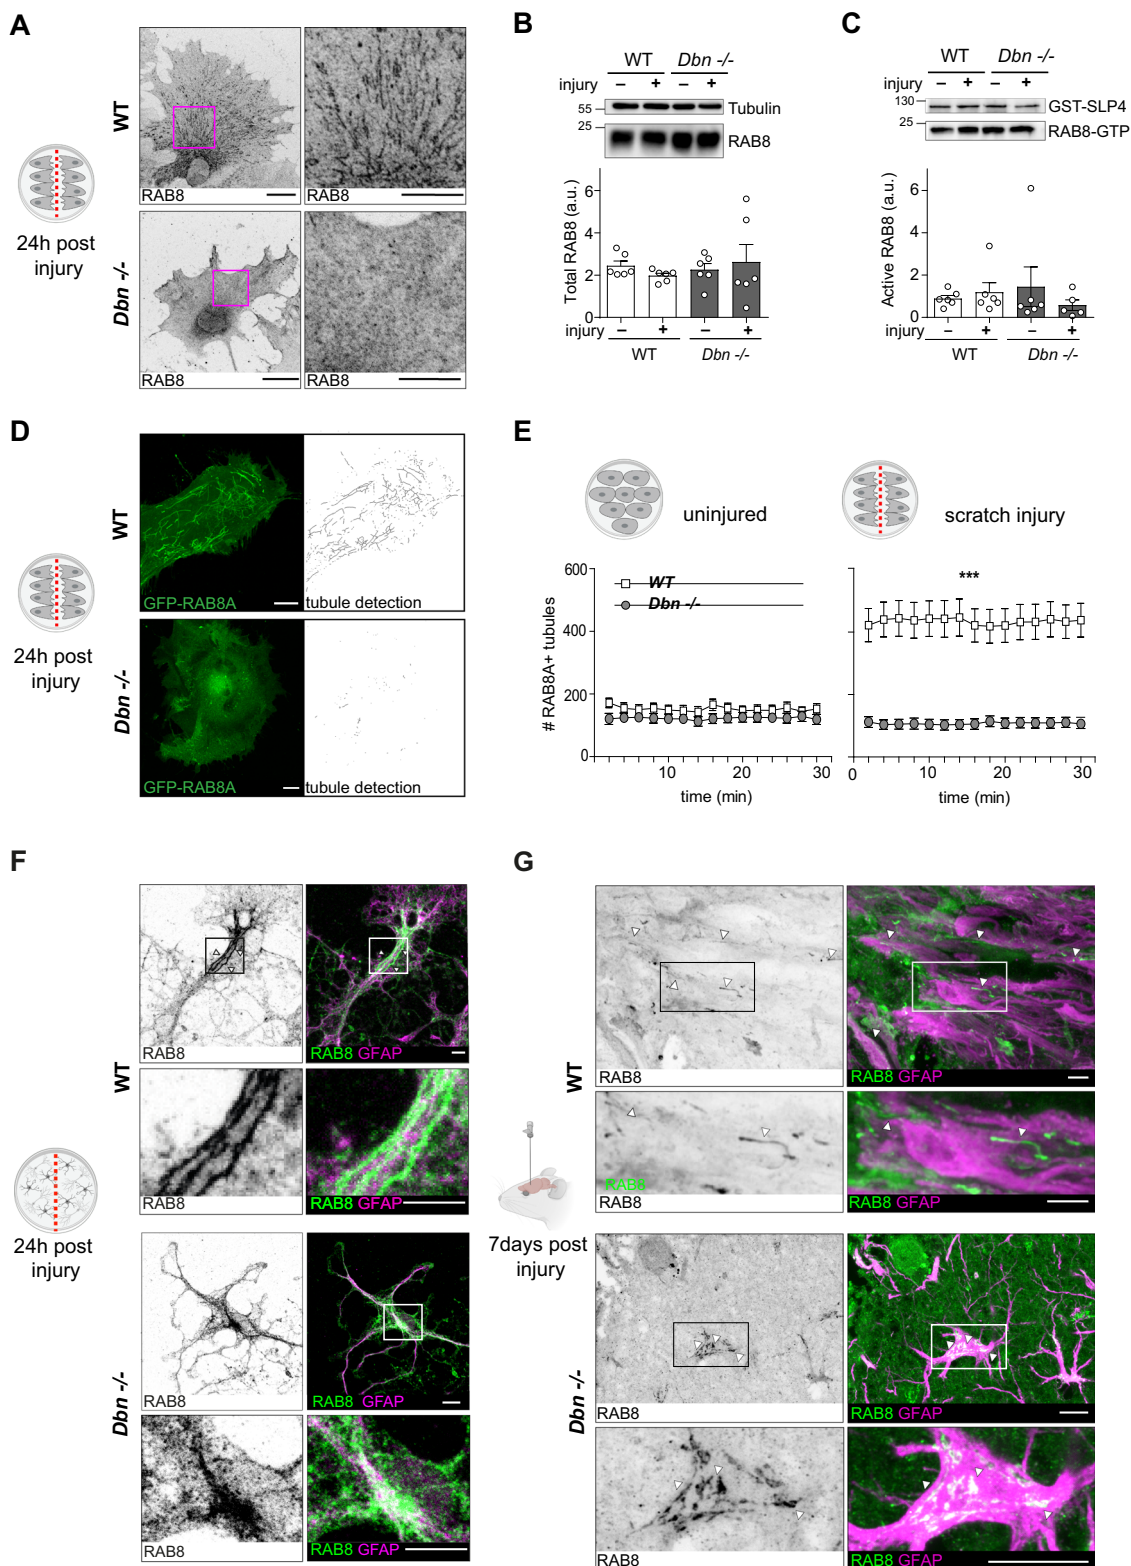 A
WT
RAB8
RAB8
24h post
injury
Dbn -/-
RAB8
RAB8
B
WT
Dbn -/-
injury
–
+
–
+
55
Tubulin
25
RAB8
Total RAB8 (a.u.)
6
4
2
0
injury
–
+
–
+
WT
Dbn -/-
C
WT
Dbn -/-
injury
–
+
–
+
130
GST-SLP4
25
RAB8-GTP
Active RAB8 (a.u.)
6
4
2
0
injury
–
+
–
+
WT
Dbn -/-
D
WT
GFP-RAB8A
tubule detection
24h post
injury
Dbn -/-
GFP-RAB8A
tubule detection
E
uninjured
scratch injury
# RAB8A+ tubules
600
400
200
0
WT
Dbn -/-
0 10 20 30
time (min)
***
0 10 20 30
time (min)
F
WT
RAB8
RAB8 GFAP
RAB8
RAB8 GFAP
24h post
injury
Dbn -/-
RAB8
RAB8 GFAP
RAB8
RAB8 GFAP
G
WT
RAB8
RAB8 GFAP
RAB8
RAB8
RAB8 GFAP
7days post
injury
Dbn -/-
RAB8
RAB8 GFAP
RAB8
RAB8 GFAP